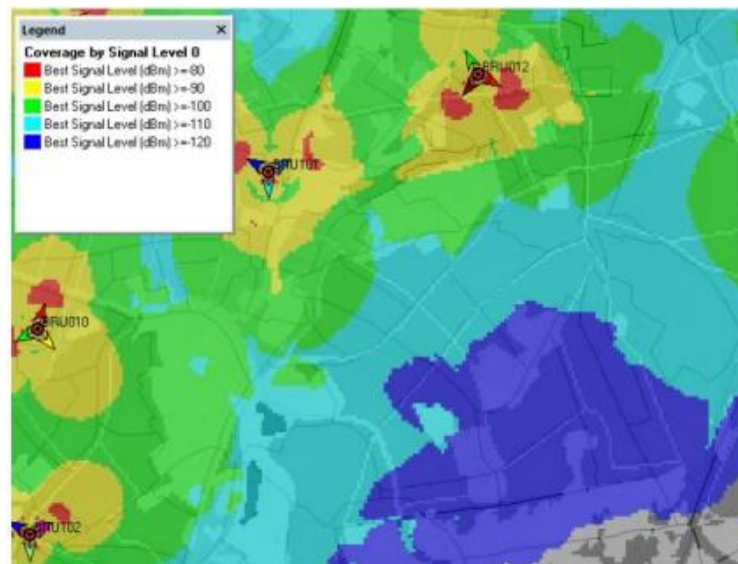 Legend
Coverage by Signal Level 0
Best Signal Level (dBm) >=-80
Best Signal Level (dBm) >=-90
Best Signal Level (dBm) >=-100
Best Signal Level (dBm) >=-110
Best Signal Level (dBm) >=-120
BRU012
BRU101
BRU010
BRU102